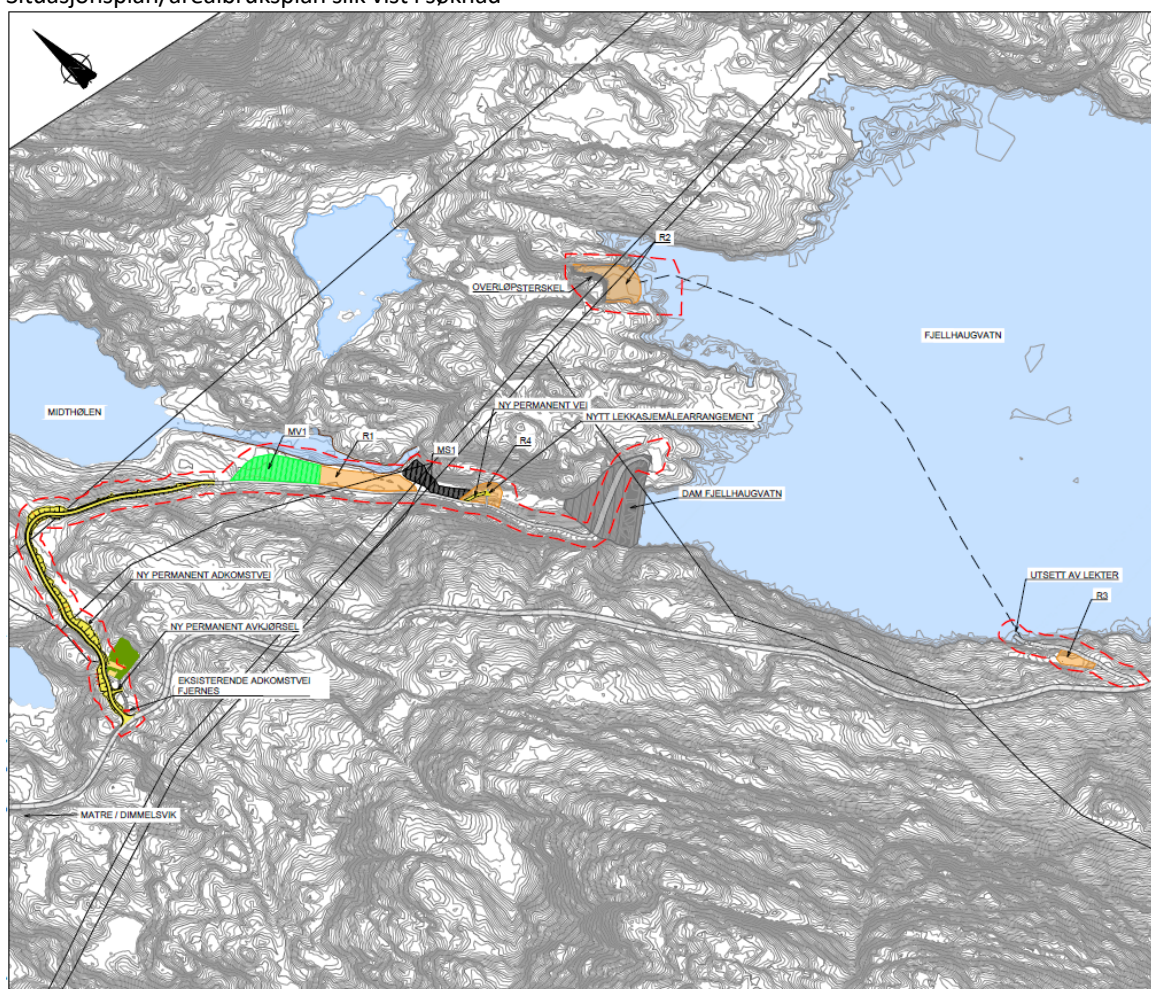 Situasjonsplan/arealbruksplan slik vist i søknad
R2
OVERLØPSTERSKEL
FJELLHAUGVATN
MIDTHØLEN
NY PERMANENT VEI
NYTT LEKKASJEMÅLEARRANGEMENT
MV1
R1
R4
MS1
DAM FJELLHAUGVATN
NY PERMANENT ADKOMSTVEI
UTSETT AV LEKTER
R3
NY PERMANENT AVKJØRSEL
EKSISTERENDE ADKOMSTVEI
FJERNES
MATRE / DIMMELSVIK